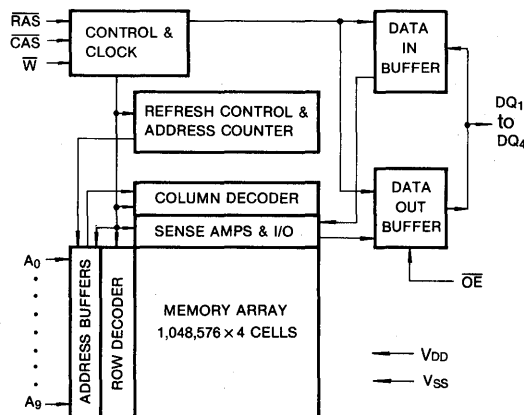 RAS
CAS
W
CONTROL &
CLOCK
DATA
IN
BUFFER
REFRESH CONTROL &
ADDRESS COUNTER
DQ1
to
DQ4
COLUMN DECODER
SENSE AMPS & I/O
DATA
OUT
BUFFER
OE
A0
A9
ADDRESS BUFFERS
ROW DECODER
MEMORY ARRAY
1,048,576 × 4 CELLS
VDD
VSS